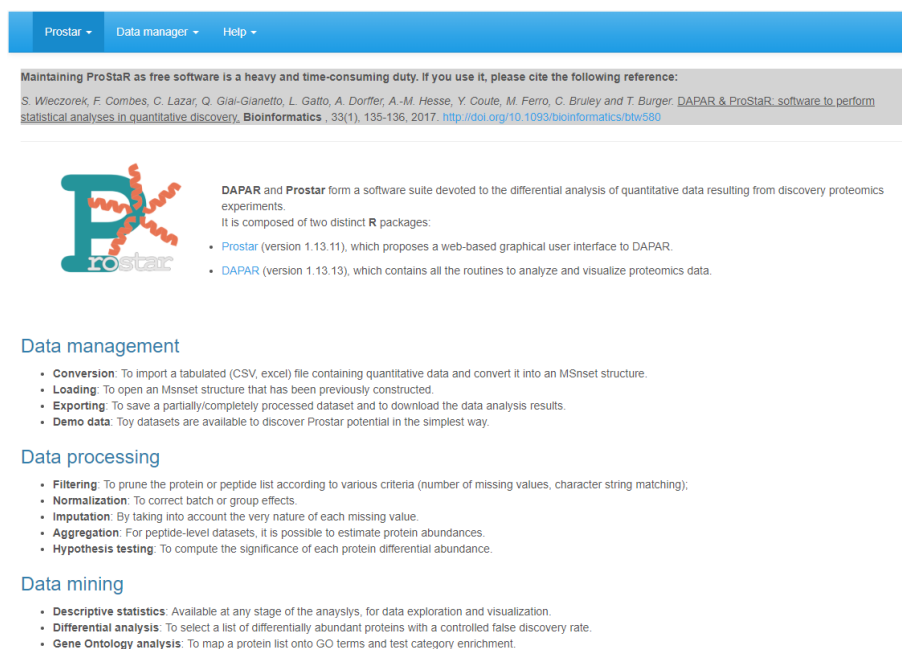 Prostar Data manager Help
Maintaining ProStaR as free software is a heavy and time-consuming duty. If you use it, please cite the following reference:
S. Wieczorek, F. Combes, C. Lazar, Q. Giai-Gianetto, L. Gatto, A. Dorffer, A.-M. Hesse, Y. Coute, M. Ferro, C. Bruley and T. Burger. DAPAR & ProStaR: software to perform
statistical analyses in quantitative discovery. Bioinformatics , 33(1), 135-136, 2017. http://doi.org/10.1093/bioinformatics/btw580
Prostar
DAPAR and Prostar form a software suite devoted to the differential analysis of quantitative data resulting from discovery proteomics
experiments.
It is composed of two distinct R packages:
• Prostar (version 1.13.11), which proposes a web-based graphical user interface to DAPAR.
• DAPAR (version 1.13.13), which contains all the routines to analyze and visualize proteomics data.
Data management
• Conversion: To import a tabulated (CSV, excel) file containing quantitative data and convert it into an MSnset structure.
• Loading: To open an Msnset structure that has been previously constructed.
• Exporting: To save a partially/completely processed dataset and to download the data analysis results.
• Demo data: Toy datasets are available to discover Prostar potential in the simplest way.
Data processing
• Filtering: To prune the protein or peptide list according to various criteria (number of missing values, character string matching);
• Normalization: To correct batch or group effects.
• Imputation: By taking into account the very nature of each missing value.
• Aggregation: For peptide-level datasets, it is possible to estimate protein abundances.
• Hypothesis testing: To compute the significance of each protein differential abundance.
Data mining
• Descriptive statistics: Available at any stage of the anayslys, for data exploration and visualization.
• Differential analysis: To select a list of differentially abundant proteins with a controlled false discovery rate.
• Gene Ontology analysis: To map a protein list onto GO terms and test category enrichment.